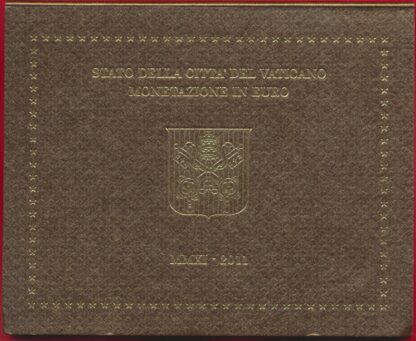 STATO DELLA CITTA' DEL VATICANO
MONETAZIONE IN EURO
MMXI - 2011